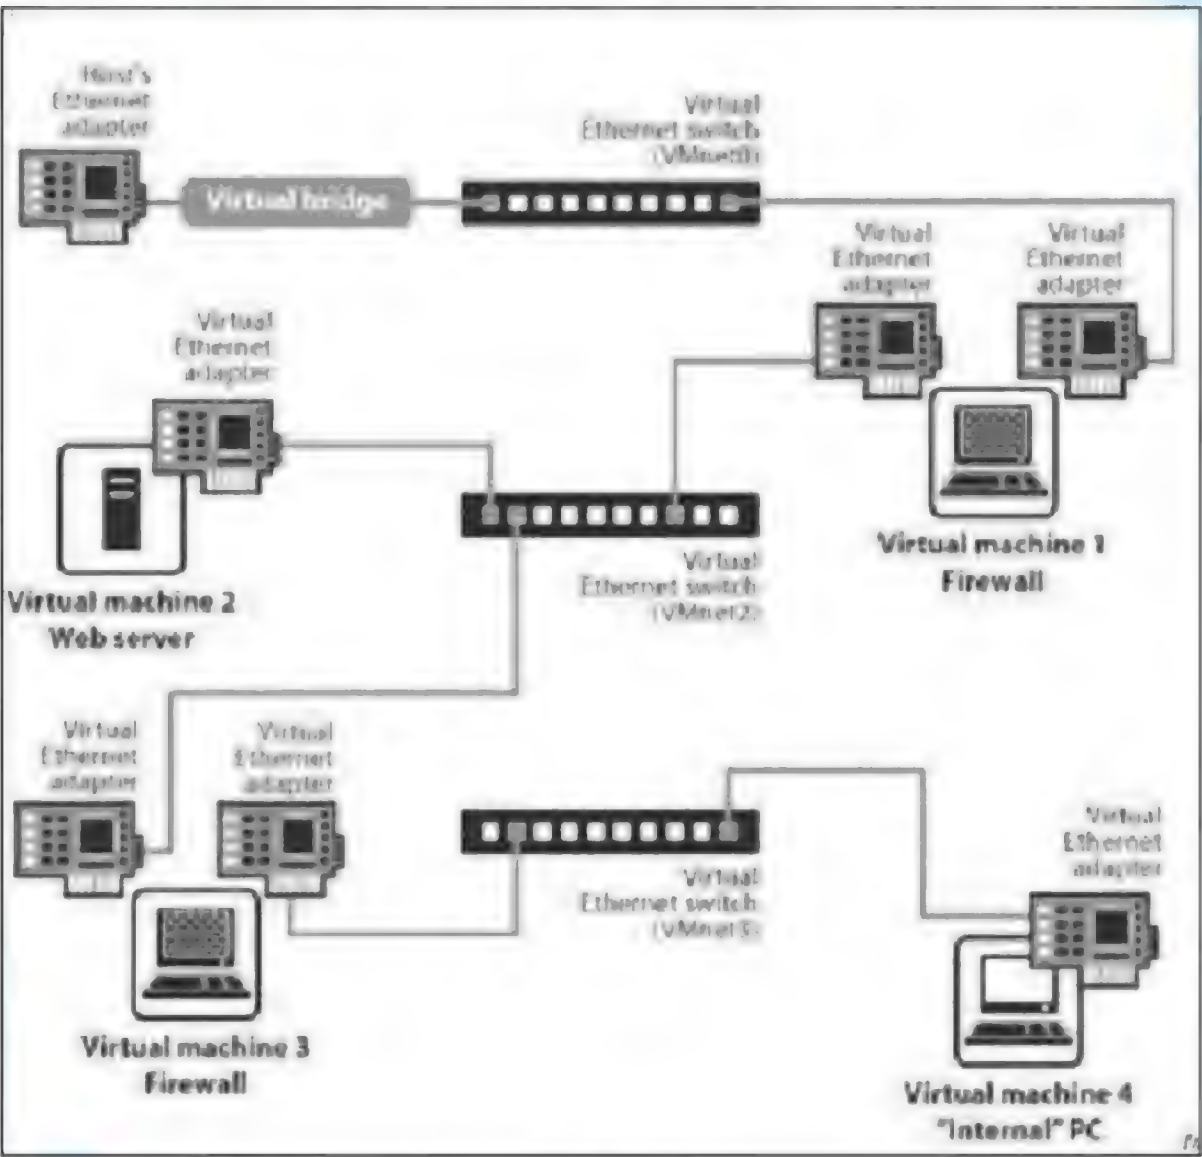 Host's
Ethernet
adapter
Virtual bridge
Virtual
Ethernet switch
(VMnet0)
Virtual
Ethernet
adapter
Virtual
Ethernet
adapter
Virtual machine 1
Firewall
Virtual
Ethernet
adapter
Virtual machine 2
Web server
Virtual
Ethernet switch
(VMnet2)
Virtual
Ethernet
adapter
Virtual
Ethernet
adapter
Virtual machine 3
Firewall
Virtual
Ethernet switch
(VMnet3)
Virtual
Ethernet
adapter
Virtual machine 4
"Internal" PC